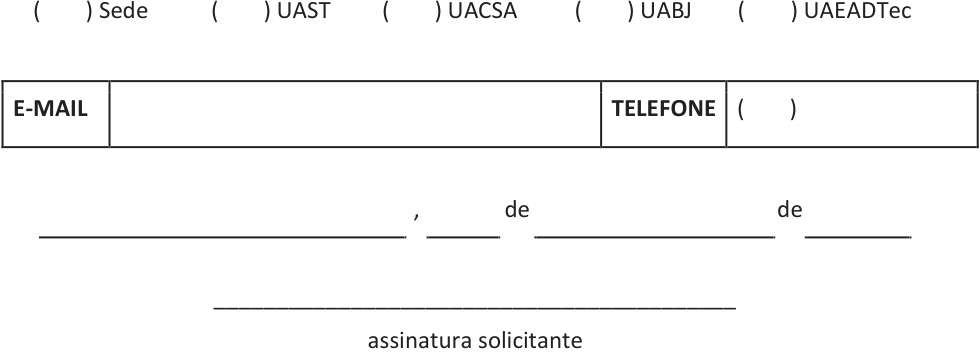 ( ) Sede ( ) UAST ( ) UACSA ( ) UABJ ( ) UAEADTec
E-MAIL TELEFONE ( )
, de de
assinatura solicitante